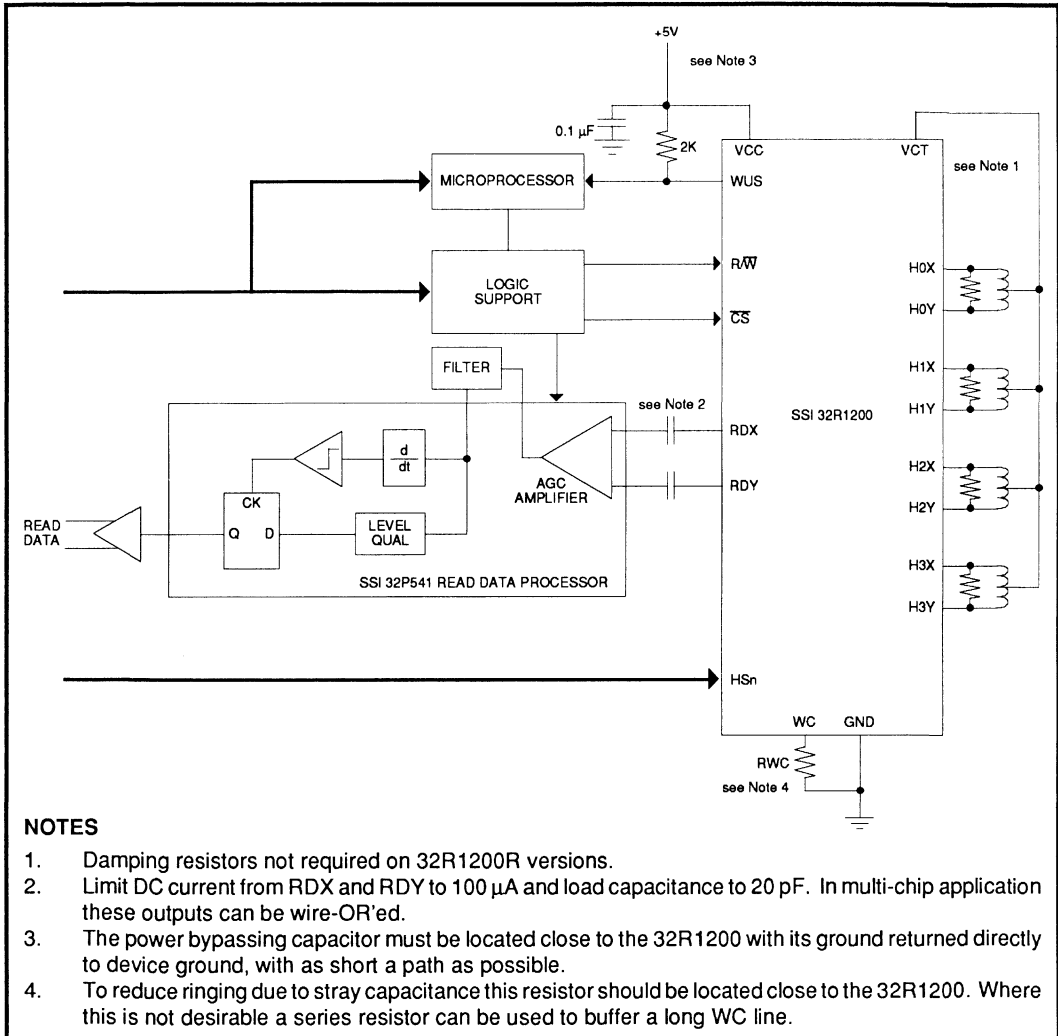 +5V
see Note 3
0.1 µF
2K
VCC
VCT
see Note 1
MICROPROCESSOR
WUS
R/W̅
LOGIC
SUPPORT
C̅S̅
H0X
H0Y
FILTER
H1X
H1Y
see Note 2
SSI 32R1200
RDX
d
dt
AGC
AMPLIFIER
RDY
H2X
H2Y
CK
READ
DATA
Q
D
LEVEL
QUAL
H3X
H3Y
SSI 32P541 READ DATA PROCESSOR
HSn
WC
GND
RWC
see Note 4
NOTES
1. Damping resistors not required on 32R1200R versions.
2. Limit DC current from RDX and RDY to 100 µA and load capacitance to 20 pF. In multi-chip application
these outputs can be wire-OR'ed.
3. The power bypassing capacitor must be located close to the 32R1200 with its ground returned directly
to device ground, with as short a path as possible.
4. To reduce ringing due to stray capacitance this resistor should be located close to the 32R1200. Where
this is not desirable a series resistor can be used to buffer a long WC line.